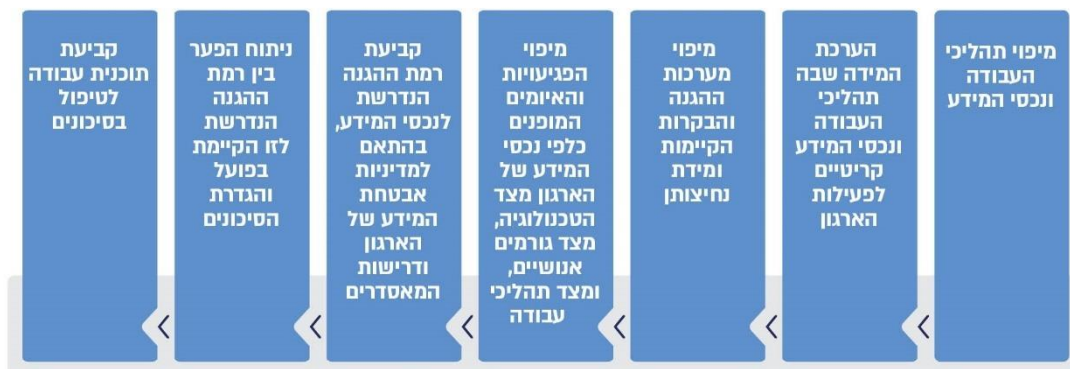 מיפוי תהליכי
העבודה
ונכסי המידע
הערכת
המידה שבה
תהליכי
העבודה
ונכסי המידע
קריטיים
לפעילות
הארגון
מיפוי
מערכות
ההגנה
והבקרות
הקיימות
ומידת
נחיצותן
מיפוי
הפגיעויות
והאיומים
המופנים
כלפי נכסי
המידע של
הארגון מצד
הטכנולוגיה,
מצד גורמים
אנושיים,
ומצד תהליכי
עבודה
קביעת
רמת ההגנה
הנדרשת
לנכסי המידע,
בהתאם
למדיניות
אבטחת
המידע של
הארגון
ודרישות
המאסדרים
ניתוח הפער
בין רמת
ההגנה
הנדרשת
לזו הקיימת
בפועל
והגדרת
הסיכונים
קביעת
תוכנית עבודה
לטיפול
בסיכונים